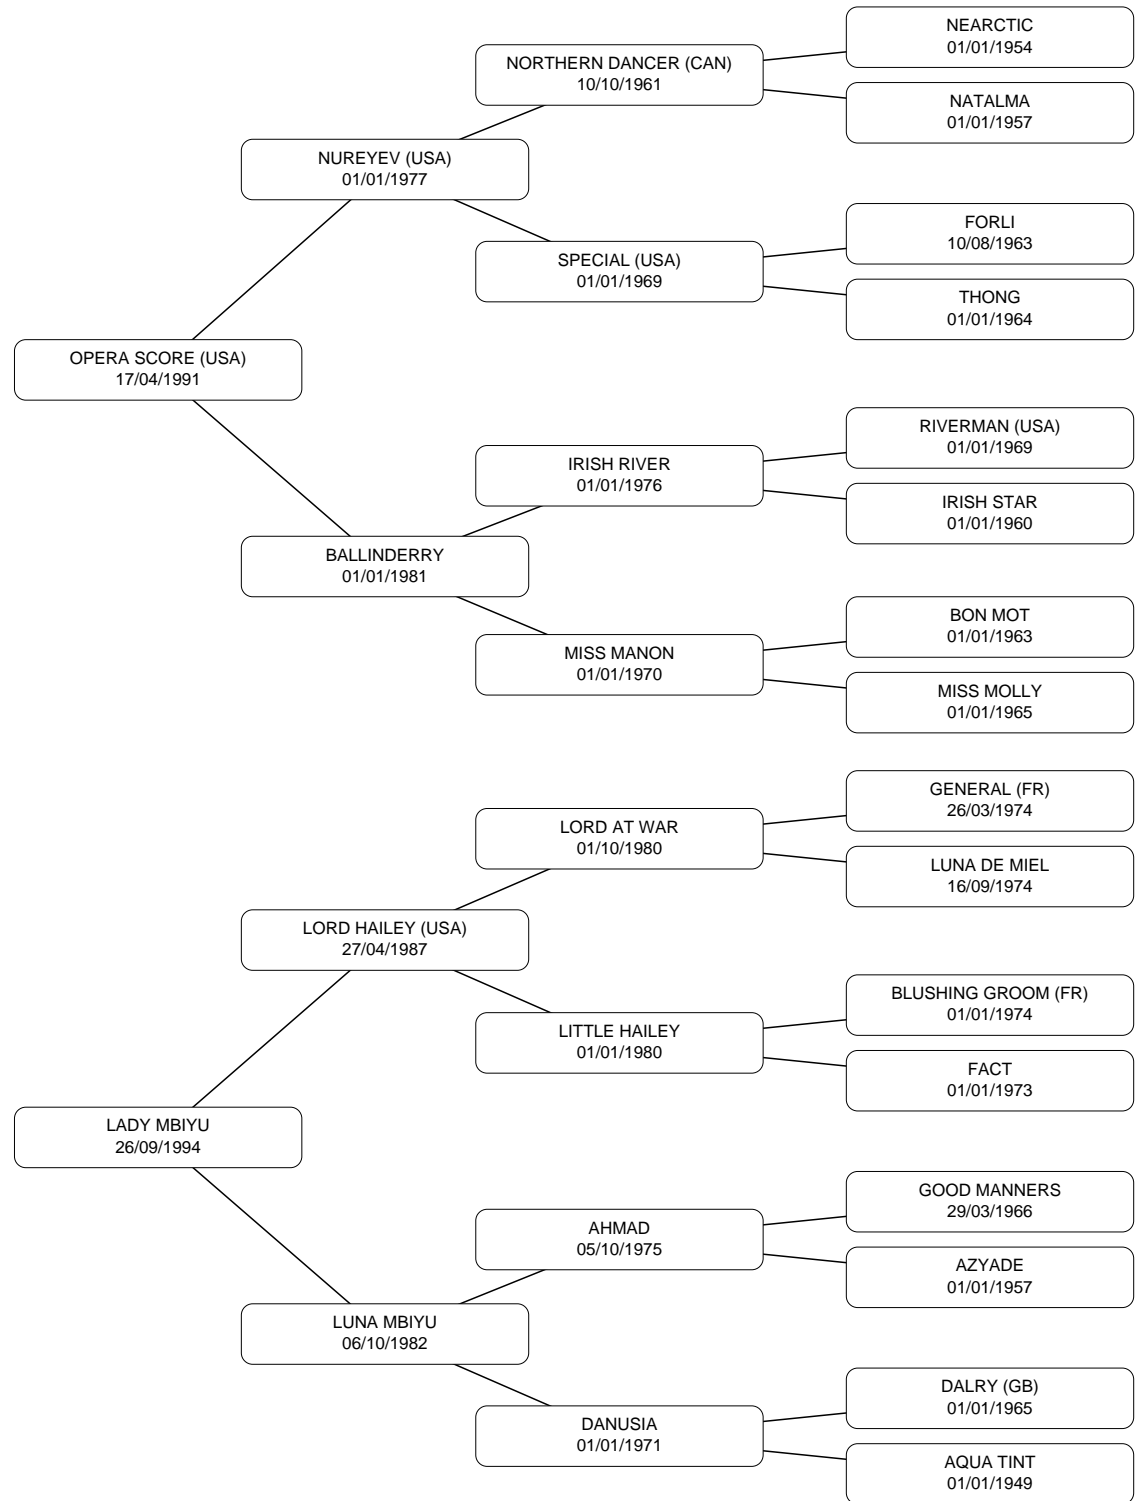 NEARCTIC
01/01/1954
NORTHERN DANCER (CAN)
10/10/1961
NATALMA
01/01/1957
NUREYEV (USA)
01/01/1977
FORLI
10/08/1963
SPECIAL (USA)
01/01/1969
THONG
01/01/1964
OPERA SCORE (USA)
17/04/1991
RIVERMAN (USA)
01/01/1969
IRISH RIVER
01/01/1976
IRISH STAR
01/01/1960
BALLINDERRY
01/01/1981
BON MOT
01/01/1963
MISS MANON
01/01/1970
MISS MOLLY
01/01/1965
GENERAL (FR)
26/03/1974
LORD AT WAR
01/10/1980
LUNA DE MIEL
16/09/1974
LORD HAILEY (USA)
27/04/1987
BLUSHING GROOM (FR)
01/01/1974
LITTLE HAILEY
01/01/1980
FACT
01/01/1973
LADY MBIYU
26/09/1994
GOOD MANNERS
29/03/1966
AHMAD
05/10/1975
AZYADE
01/01/1957
LUNA MBIYU
06/10/1982
DALRY (GB)
01/01/1965
DANUSIA
01/01/1971
AQUA TINT
01/01/1949